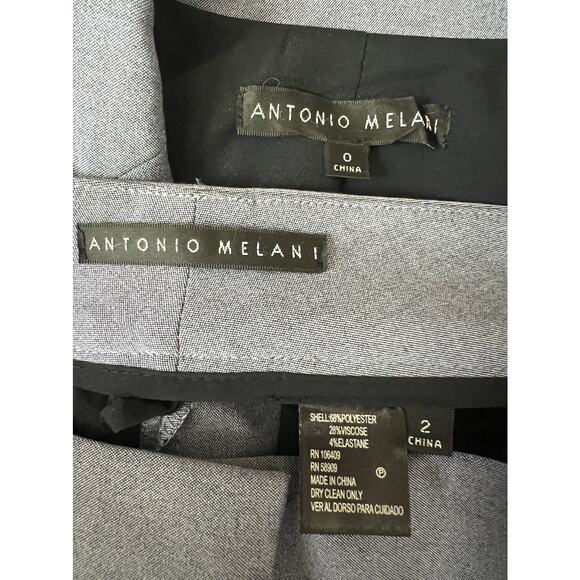 ANTONIO MELANI
0
CHINA
ANTONIO MELANI
SHELL:68%POLYESTER
28%VISCOSE
4%ELASTANE
RN 106409
RN 58909
MADE IN CHINA
DRY CLEAN ONLY
VER AL DORSO PARA CUIDADO
P
2
CHINA